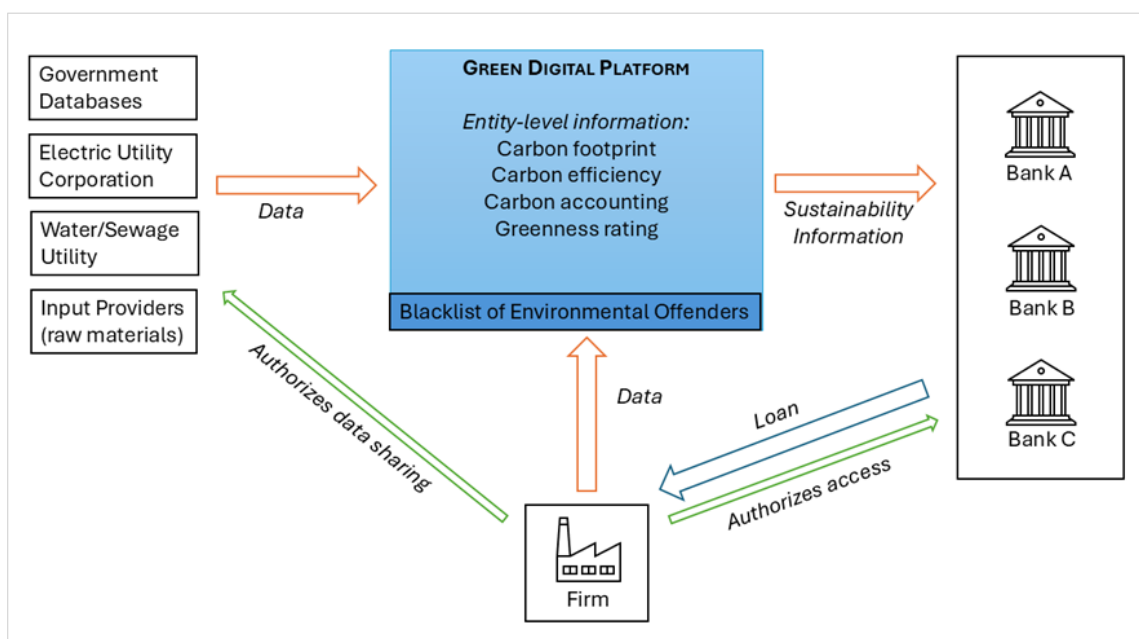 Government
Databases
Electric Utility
Corporation
Water/Sewage
Utility
Input Providers
(raw materials)
Data
GREEN DIGITAL PLATFORM
Entity-level information:
Carbon footprint
Carbon efficiency
Carbon accounting
Greenness rating
Blacklist of Environmental Offenders
Sustainability
Information
Bank A
Bank B
Bank C
Authorizes data sharing
Data
Loan
Authorizes access
Firm